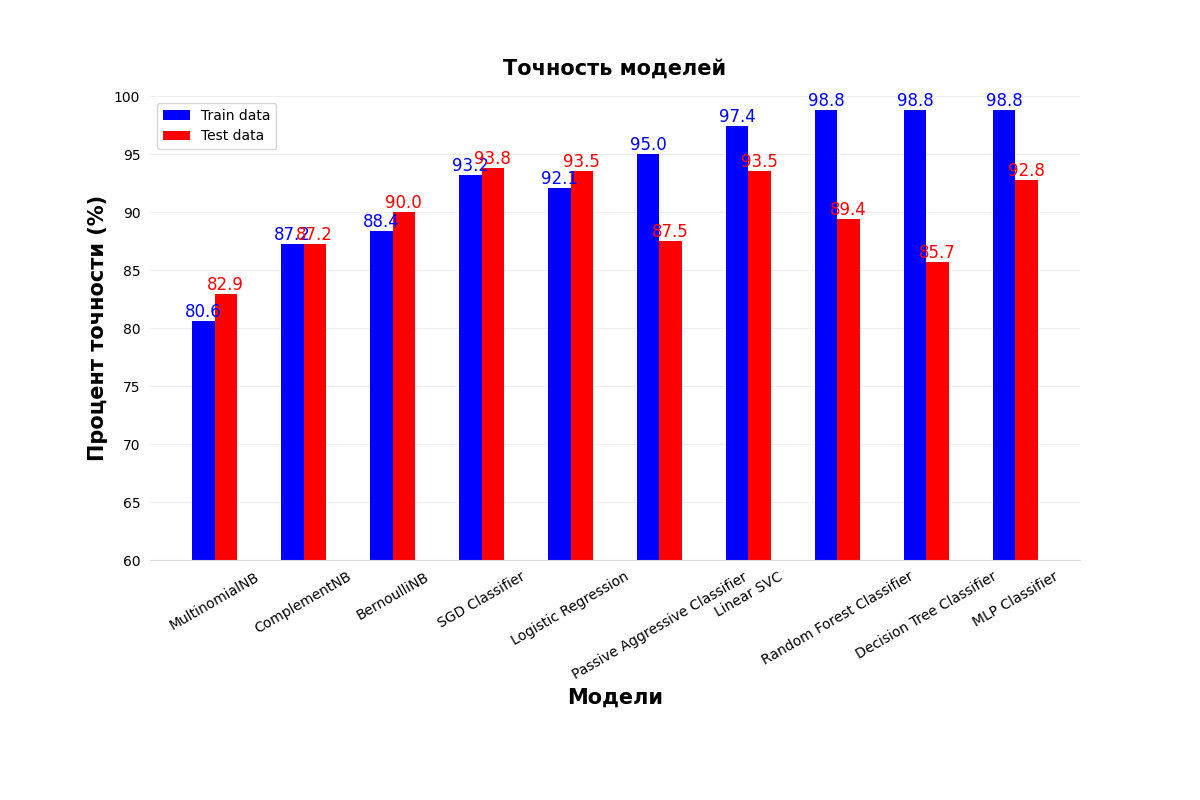 Точность моделей
Train data
Test data
Процент точности (%)
100
95
90
85
80
75
70
65
60
80.6
82.9
87.2
87.2
88.4
90.0
93.2
93.8
92.1
93.5
95.0
87.5
97.4
93.5
98.8
89.4
98.8
85.7
98.8
92.8
MultinomialNB
ComplementNB
BernoulliNB
SGD Classifier
Logistic Regression
Passive Aggressive Classifier
Linear SVC
Random Forest Classifier
Decision Tree Classifier
MLP Classifier
Модели